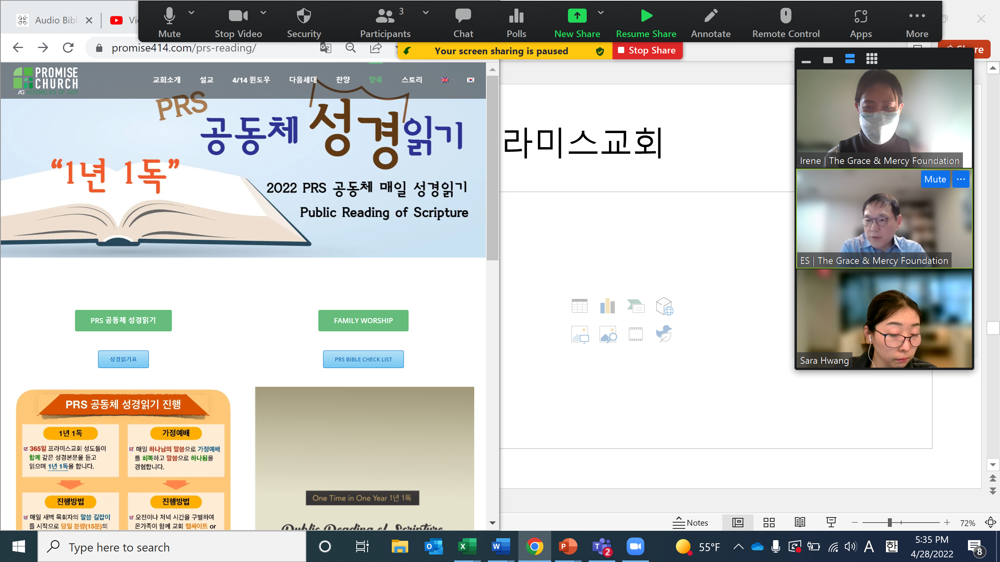 Audio Bibl
Vi
Mute
Stop Video
Security
Participants
3
Chat
Polls
New Share
Resume Share
Annotate
Remote Control
Apps
More
promise414.com/prs-reading/
Your screen sharing is paused
Stop Share
PROMISE
CHURCH
AG ASSEMBLIES OF GOD
교회소개
설교
4/14 윈도우
다음세대
찬양
양육
스토리
PRS
공동체 성경읽기
“1년 1독”
2022 PRS 공동체 매일 성경읽기
Public Reading of Scripture
PRS 공동체 성경읽기
FAMILY WORSHIP
성경읽기표
PRS BIBLE CHECK LIST
PRS 공동체 성경읽기 진행
1년 1독
365일 프라미스교회 성도들이
함께 같은 성경본문을 듣고
읽으며 1년 1독을 합니다.
가정예배
매일 하나님의 말씀으로 가정예배
를 회복하고 말씀으로 하나됨을
경험합니다.
진행방법
매일 새벽 목회자의 말씀 길잡이
를 시작으로 당일 분량(15분)의
진행방법
오전이나 저녁 시간을 구별하여
온가족이 함께 교회 웹싸이트 or
One Time in One Year 1년 1독
Public Reading of Scripture
라미스교회
Irene | The Grace & Mercy Foundation
Mute
ES | The Grace & Mercy Foundation
Sara Hwang
Notes
72%
Type here to search
2
55°F
A
한
5:35 PM
4/28/2022
8